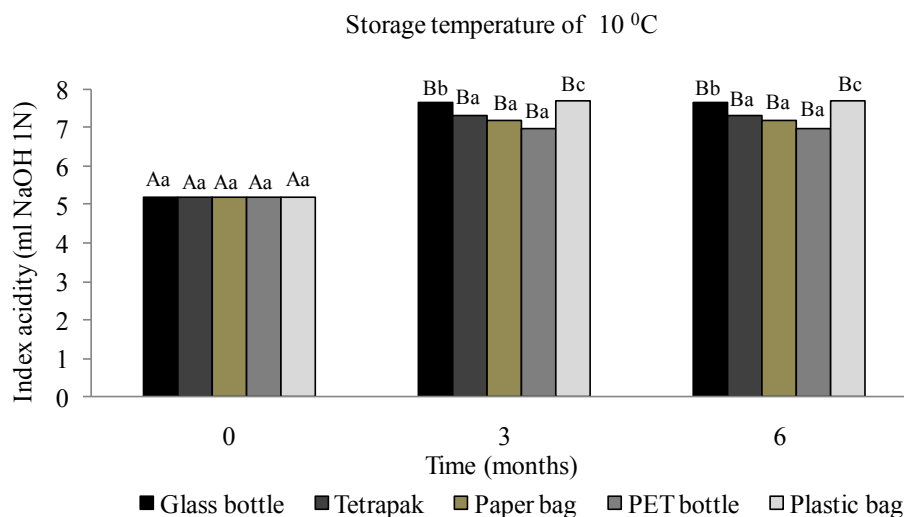 Storage temperature of 10 ⁰C
Index acidity (ml NaOH 1N)
8
7
6
5
4
3
2
1
0
Aa Aa Aa Aa Aa
Bb Ba Ba Ba Bc
Bb Ba Ba Ba Bc
0 3 6
Time (months)
Glass bottle Tetrapak Paper bag PET bottle Plastic bag